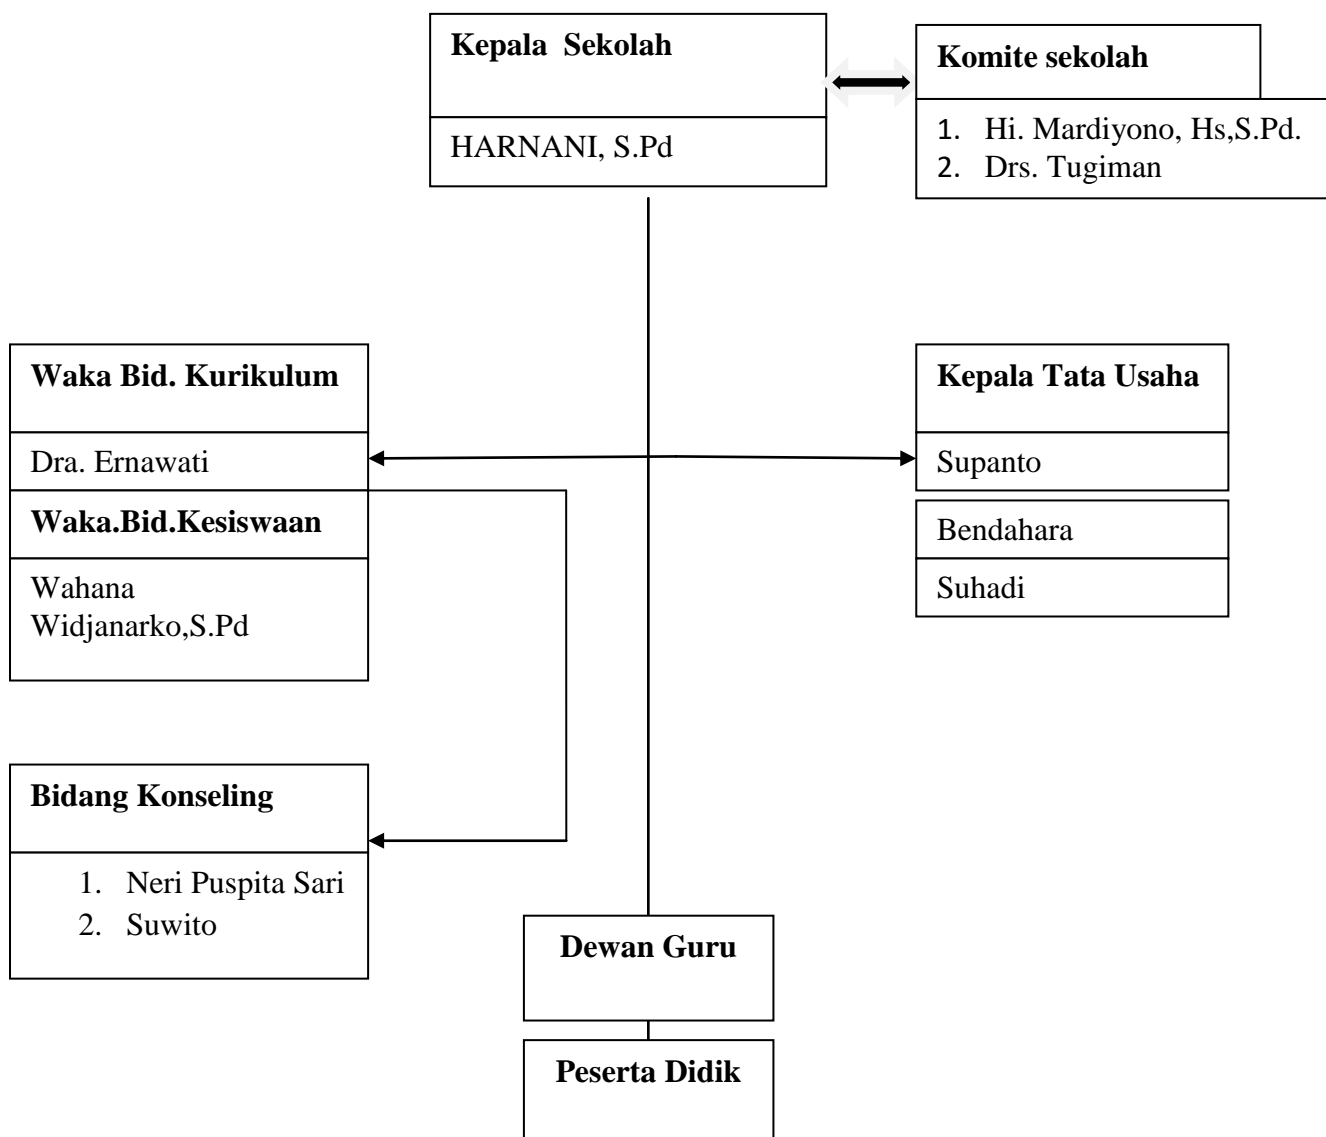 Kepala  Sekolah
HARNANI, S.Pd
Komite sekolah
1. Hi. Mardiyono, Hs,S.Pd.
2. Drs. Tugiman
Waka Bid. Kurikulum
Dra. Ernawati
Waka.Bid.Kesiswaan
Wahana
Widjanarko,S.Pd
Kepala Tata Usaha
Supanto
Bendahara
Suhadi
Bidang Konseling
1. Neri Puspita Sari
2. Suwito
Dewan Guru
Peserta Didik